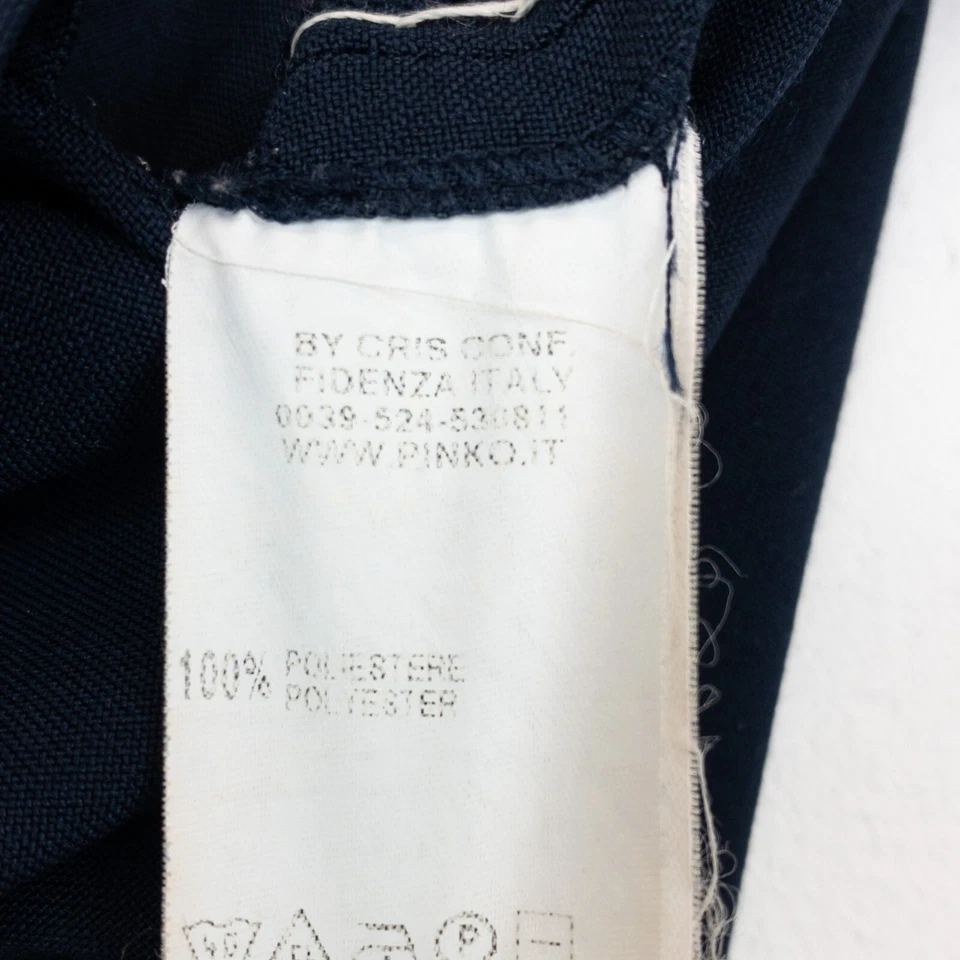 BY CRIS CONF.
FIDENZA ITALY
0039-524-530811
WWW.PINKO.IT
100% POLIESTERE
POLYESTER
P